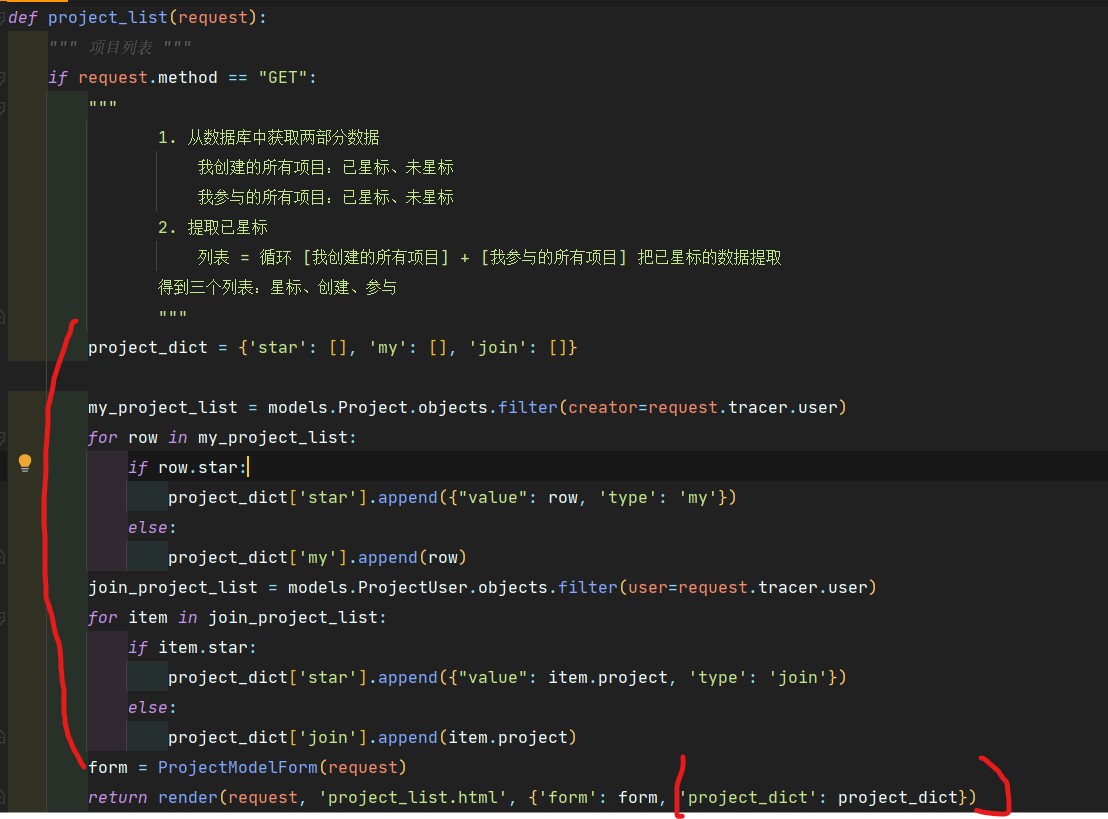 def project_list(request):
""" 项目列表 """
if request.method == "GET":
"""
1. 从数据库中获取两部分数据
我创建的所有项目：已星标、未星标
我参与的所有项目：已星标、未星标
2. 提取已星标
列表 = 循环 [我创建的所有项目] + [我参与的所有项目] 把已星标的数据提取
得到三个列表：星标、创建、参与
"""
project_dict = {'star': [], 'my': [], 'join': []}
my_project_list = models.Project.objects.filter(creator=request.tracer.user)
for row in my_project_list:
if row.star:
project_dict['star'].append({"value": row, 'type': 'my'})
else:
project_dict['my'].append(row)
join_project_list = models.ProjectUser.objects.filter(user=request.tracer.user)
for item in join_project_list:
if item.star:
project_dict['star'].append({"value": item.project, 'type': 'join'})
else:
project_dict['join'].append(item.project)
form = ProjectModelForm(request)
return render(request, 'project_list.html', {'form': form, 'project_dict': project_dict})